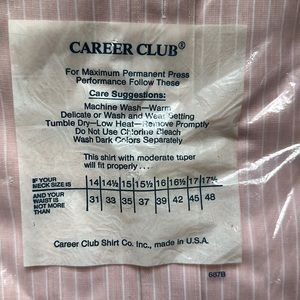 CAREER CLUB®
For Maximum Permanent Press
Performance Follow These
Care Suggestions:
Machine Wash—Warm
Delicate or Wash and Wear Setting
Tumble Dry—Low Heat—Remove Promptly
Do Not Use Chlorine Bleach
Wash Dark Colors Separately
This shirt with moderate taper
will fit properly . . .
IF YOUR NECK SIZE IS 14 14½ 15 15½ 16 16½ 17 17½
AND YOUR WAIST IS NOT MORE THAN 31 33 35 37 39 42 45 48
Career Club Shirt Co. Inc., made in U.S.A.
687B